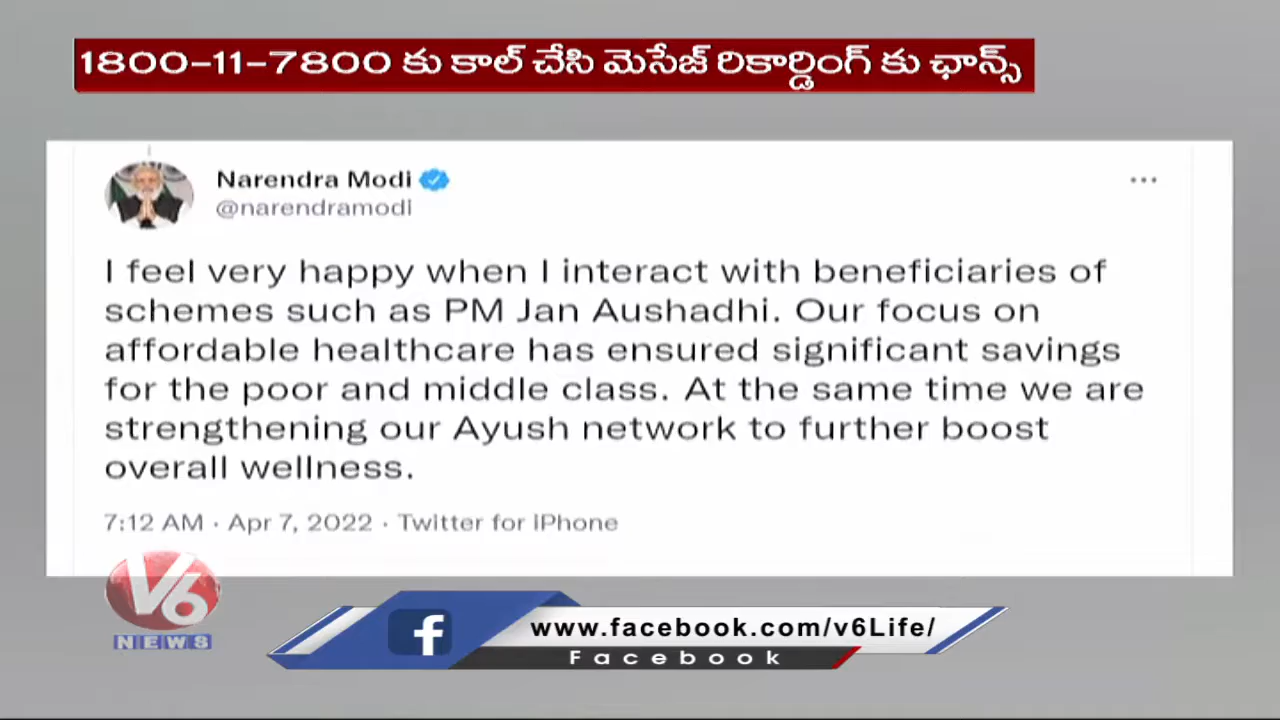 1800-11-7800 కు కాల్ చేసి మెసేజ్ రికార్డింగ్ కు ఛాన్స్
Narendra Modi
@narendramodi
I feel very happy when I interact with beneficiaries of
schemes such as PM Jan Aushadhi. Our focus on
affordable healthcare has ensured significant savings
for the poor and middle class. At the same time we are
strengthening our Ayush network to further boost
overall wellness.
7:12 AM · Apr 7, 2022 · Twitter for iPhone
V6
NEWS
f
www.facebook.com/v6Life/
Facebook